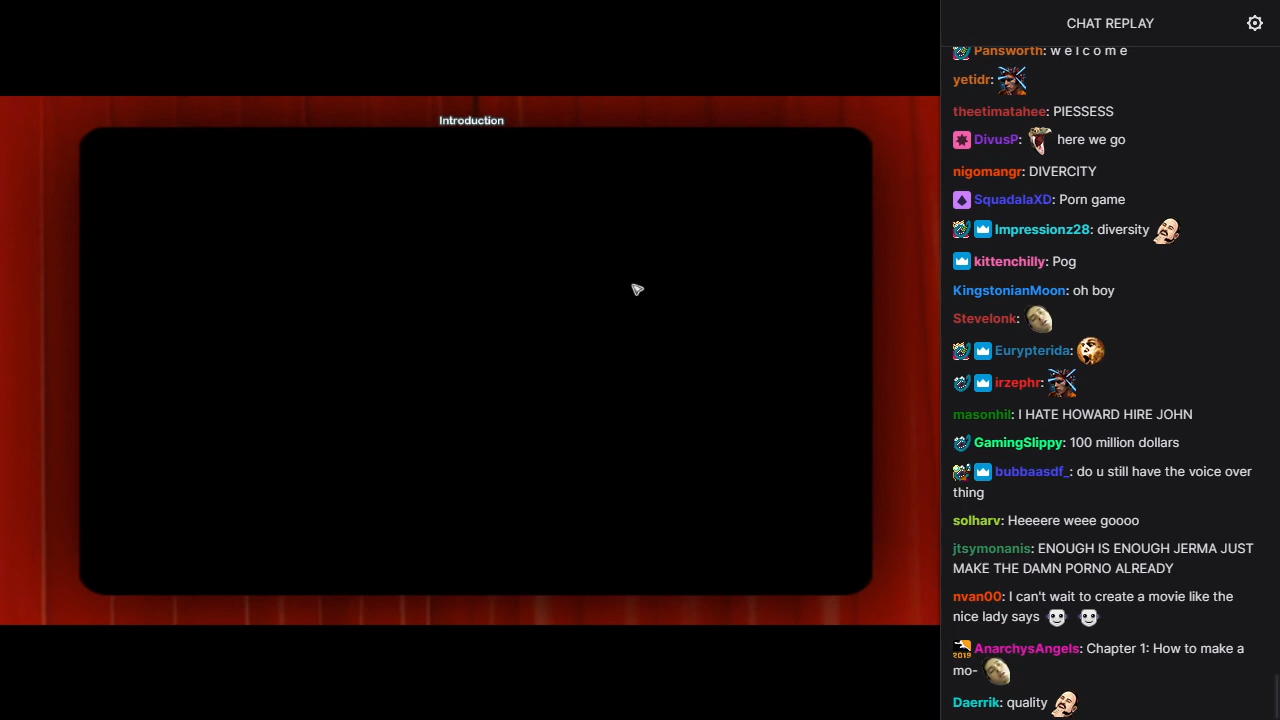 CHAT REPLAY
Introduction
Pansworth: w e l c o m e
yetidr:
theetimatahee: PIESSESS
DivusP: here we go
nigomangr: DIVERCITY
SquadalaXD: Porn game
Impressionz28: diversity
kittenchilly: Pog
KingstonianMoon: oh boy
Stevelonk:
Eurypterida:
irzephr:
masonhil: I HATE HOWARD HIRE JOHN
GamingSlippy: 100 million dollars
bubbaasdf_: do u still have the voice over
thing
solharv: Heeeere weee goooo
jtsymonanis: ENOUGH IS ENOUGH JERMA JUST
MAKE THE DAMN PORNO ALREADY
nvan00: I can't wait to create a movie like the
nice lady says
2019 AnarchysAngels: Chapter 1: How to make a
mo-
Daerrik: quality